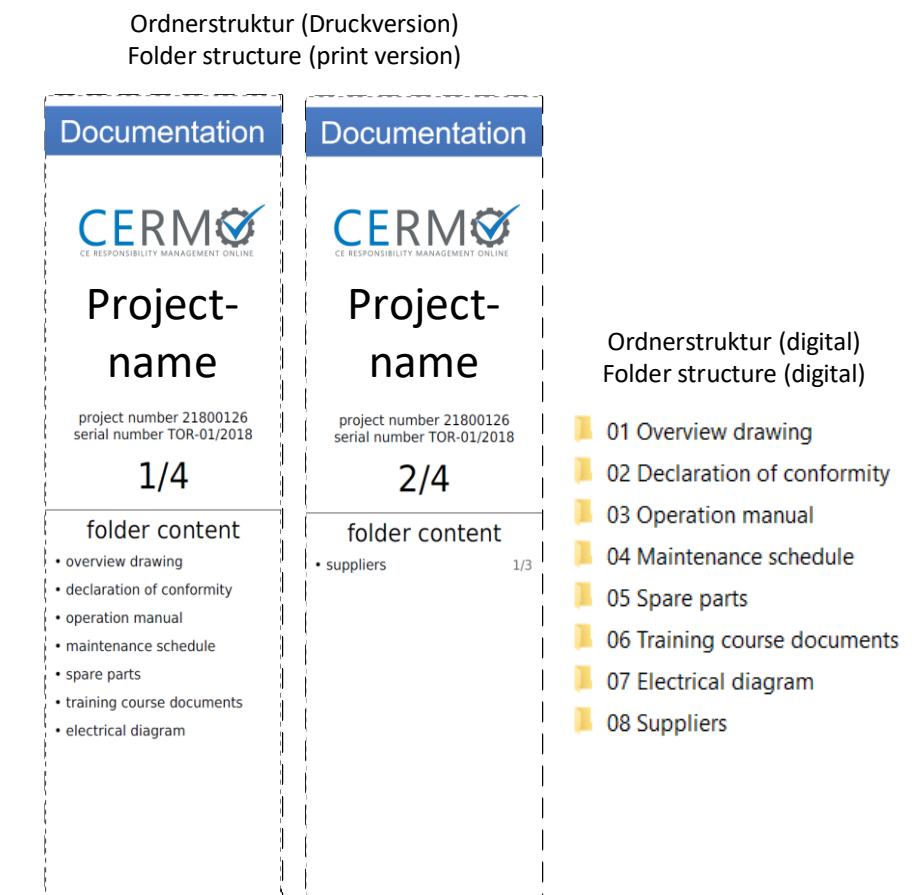 Ordnerstruktur (Druckversion)
Folder structure (print version)
Documentation
CERMO
CE RESPONSIBILITY MANAGEMENT ONLINE
Project-
name
project number 21800126
serial number TOR-01/2018
1/4
folder content
• overview drawing
• declaration of conformity
• operation manual
• maintenance schedule
• spare parts
• training course documents
• electrical diagram
Documentation
CERMO
CE RESPONSIBILITY MANAGEMENT ONLINE
Project-
name
project number 21800126
serial number TOR-01/2018
2/4
folder content
• suppliers 1/3
Ordnerstruktur (digital)
Folder structure (digital)
01 Overview drawing
02 Declaration of conformity
03 Operation manual
04 Maintenance schedule
05 Spare parts
06 Training course documents
07 Electrical diagram
08 Suppliers